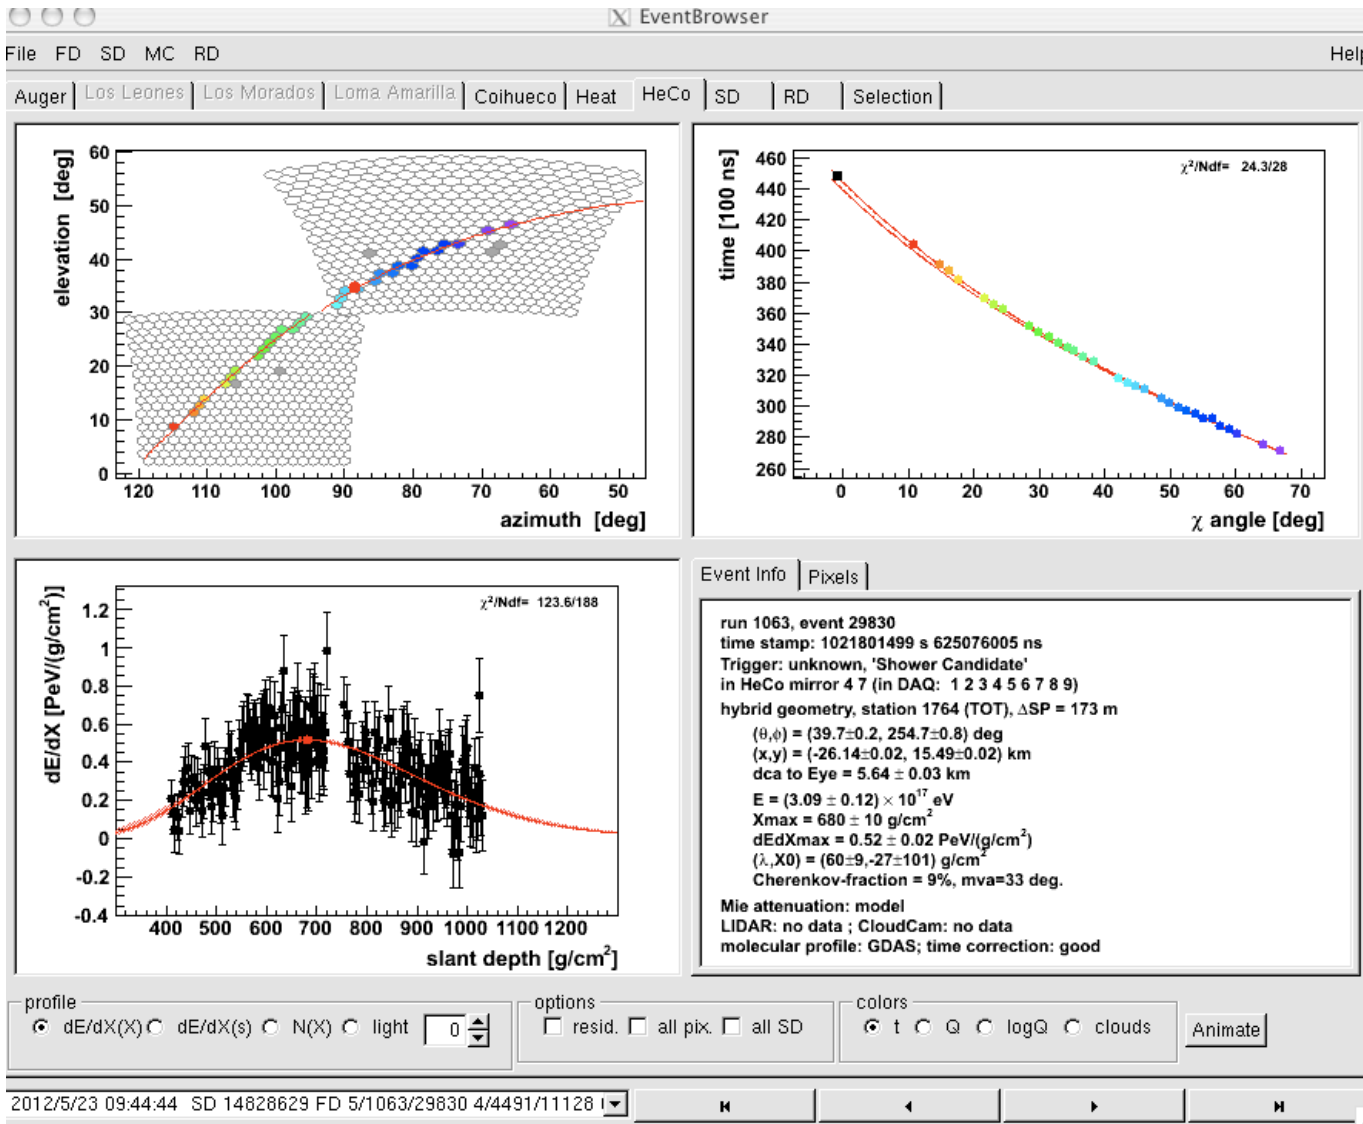 EventBrowser
File FD SD MC RD Help
Auger Los Leones Los Morados Loma Amarilla Coihueco Heat HeCo SD RD Selection
elevation [deg]
60
50
40
30
20
10
0
120 110 100 90 80 70 60 50
azimuth [deg]
time [100 ns]
χ²/Ndf= 24.3/28
460
440
420
400
380
360
340
320
300
280
260
0 10 20 30 40 50 60 70
χ angle [deg]
dE/dX [PeV/(g/cm²)]
χ²/Ndf= 123.6/188
1.2
1
0.8
0.6
0.4
0.2
0
-0.2
-0.4
400 500 600 700 800 900 1000 1100 1200
slant depth [g/cm²]
Event Info Pixels
run 1063, event 29830
time stamp: 1021801499 s 625076005 ns
Trigger: unknown, 'Shower Candidate'
in HeCo mirror 4 7 (in DAQ: 1 2 3 4 5 6 7 8 9)
hybrid geometry, station 1764 (TOT), ΔSP = 173 m
(θ,ϕ) = (39.7±0.2, 254.7±0.8) deg
(x,y) = (-26.14±0.02, 15.49±0.02) km
dca to Eye = 5.64 ± 0.03 km
E = (3.09 ± 0.12) × 10¹⁷ eV
Xmax = 680 ± 10 g/cm²
dEdXmax = 0.52 ± 0.02 PeV/(g/cm²)
(λ,X0) = (60±9,-27±101) g/cm²
Cherenkov-fraction = 9%, mva=33 deg.
Mie attenuation: model
LIDAR: no data ; CloudCam: no data
molecular profile: GDAS; time correction: good
profile
dE/dX(X) dE/dX(s) N(X) light 0
options
resid. all pix. all SD
colors
t Q logQ clouds
Animate
2012/5/23 09:44:44 SD 14828629 FD 5/1063/29830 4/4491/11128